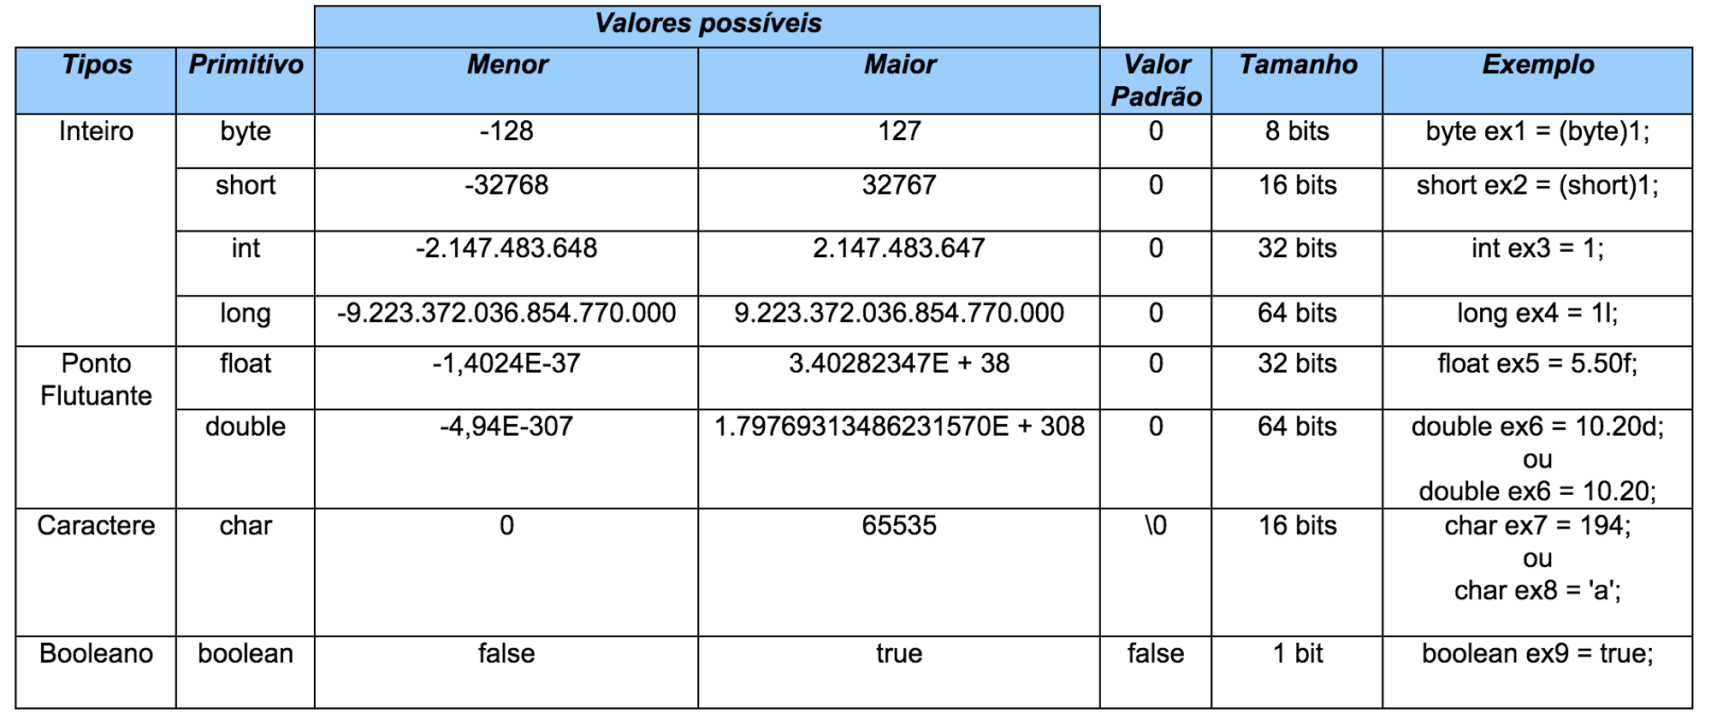 Valores possíveis
Tipos Primitivo Menor Maior Valor Padrão Tamanho Exemplo
Inteiro byte -128 127 0 8 bits byte ex1 = (byte)1;
short -32768 32767 0 16 bits short ex2 = (short)1;
int -2.147.483.648 2.147.483.647 0 32 bits int ex3 = 1;
long -9.223.372.036.854.770.000 9.223.372.036.854.770.000 0 64 bits long ex4 = 1l;
Ponto Flutuante float -1,4024E-37 3.40282347E + 38 0 32 bits float ex5 = 5.50f;
double -4,94E-307 1.79769313486231570E + 308 0 64 bits double ex6 = 10.20d;
ou
double ex6 = 10.20;
Caractere char 0 65535 \0 16 bits char ex7 = 194;
ou
char ex8 = 'a';
Booleano boolean false true false 1 bit boolean ex9 = true;